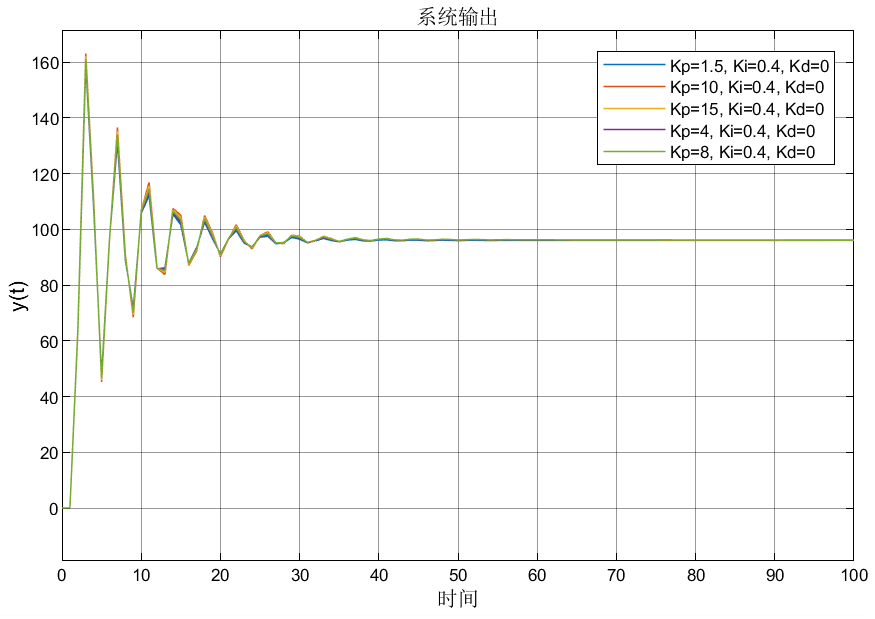 系统输出
Kp=1.5, Ki=0.4, Kd=0
Kp=10, Ki=0.4, Kd=0
Kp=15, Ki=0.4, Kd=0
Kp=4, Ki=0.4, Kd=0
Kp=8, Ki=0.4, Kd=0
160
140
120
100
80
60
40
20
0
y(t)
0 10 20 30 40 50 60 70 80 90 100
时间